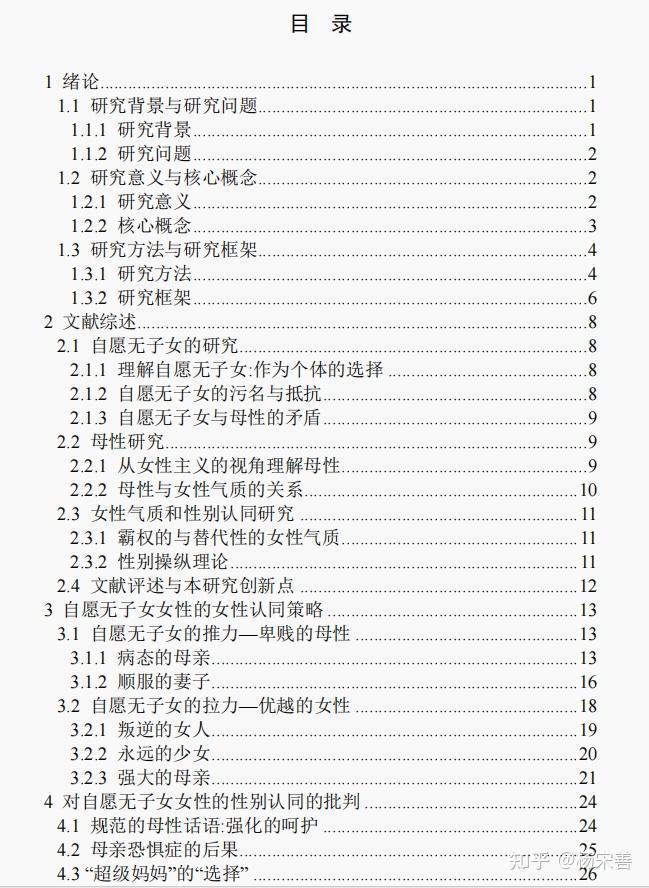 目 录
1 绪论 1
1.1 研究背景与研究问题 1
1.1.1 研究背景 1
1.1.2 研究问题 2
1.2 研究意义与核心概念 2
1.2.1 研究意义 2
1.2.2 核心概念 3
1.3 研究方法与研究框架 4
1.3.1 研究方法 4
1.3.2 研究框架 6
2 文献综述 8
2.1 自愿无子女的研究 8
2.1.1 理解自愿无子女:作为个体的选择 8
2.1.2 自愿无子女的污名与抵抗 8
2.1.3 自愿无子女与母性的矛盾 9
2.2 母性研究 9
2.2.1 从女性主义的视角理解母性 9
2.2.2 母性与女性气质的关系 10
2.3 女性气质和性别认同研究 11
2.3.1 霸权的与替代性的女性气质 11
2.3.2 性别操纵理论 11
2.4 文献评述与本研究创新点 12
3 自愿无子女女性的女性认同策略 13
3.1 自愿无子女的推力—卑贱的母性 13
3.1.1 病态的母亲 13
3.1.2 顺服的妻子 16
3.2 自愿无子女的拉力—优越的女性 18
3.2.1 叛逆的女人 19
3.2.2 永远的少女 20
3.2.3 强大的母亲 21
4 对自愿无子女女性的性别认同的批判 24
4.1 规范的母性话语:强化的呵护 24
4.2 母亲恐惧症的后果 25
4.3 “超级妈妈”的“选择” 26
知乎 @杨宋善